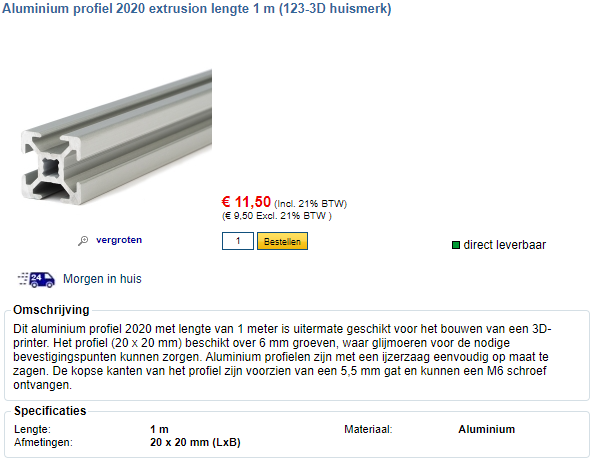 Aluminium profiel 2020 extrusion lengte 1 m (123-3D huismerk)
€ 11,50 (Incl. 21% BTW)
(€ 9,50 Excl. 21% BTW )
vergroten
1 Bestellen
direct leverbaar
24 Morgen in huis
Omschrijving
Dit aluminium profiel 2020 met lengte van 1 meter is uitermate geschikt voor het bouwen van een 3D-
printer. Het profiel (20 x 20 mm) beschikt over 6 mm groeven, waar glijmoeren voor de nodige
bevestigingspunten kunnen zorgen. Aluminium profielen zijn met een ijzerzaag eenvoudig op maat te
zagen. De kopse kanten van het profiel zijn voorzien van een 5,5 mm gat en kunnen een M6 schroef
ontvangen.
Specificaties
Lengte: 1 m Materiaal: Aluminium
Afmetingen: 20 x 20 mm (LxB)